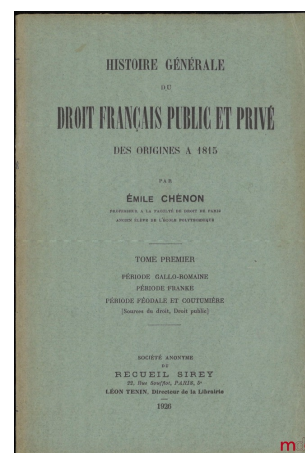 HISTOIRE GÉNÉRALE
DU
DROIT FRANÇAIS PUBLIC ET PRIVÉ
DES ORIGINES A 1815
PAR
ÉMILE CHÉNON
PROFESSEUR A LA FACULTÉ DE DROIT DE PARIS
ANCIEN ÉLÈVE DE L'ÉCOLE POLYTECHNIQUE
TOME PREMIER
PÉRIODE GALLO-ROMAINE
PÉRIODE FRANKE
PÉRIODE FÉODALE ET COUTUMIÈRE
(Sources du droit, Droit public)
SOCIÉTÉ ANONYME
DU
RECUEIL SIREY
22, Rue Soufflot, PARIS, 5e
LÉON TENIN, Directeur de la Librairie
1926